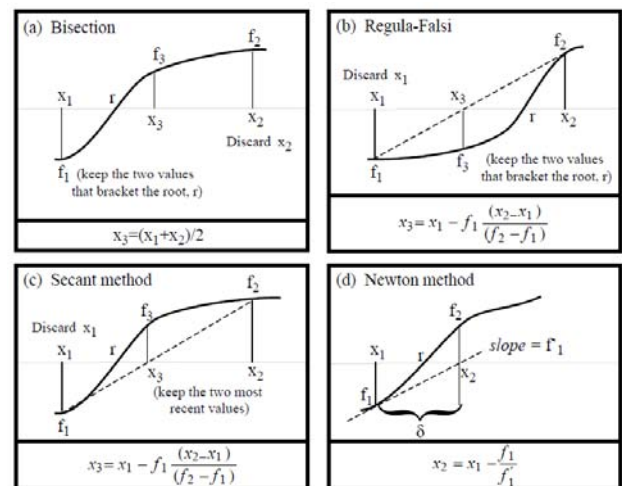 (a) Bisection
f₂
f₃
x₁
r
x₃
x₂
Discard x₂
f₁ (keep the two values
that bracket the root, r)
x₃=(x₁+x₂)/2
(b) Regula-Falsi
f₂
Discard x₁
x₁
x₃
r
x₂
f₁
f₃
(keep the two values
that bracket the root, r)
x₃ = x₁ − f₁ (x₂−x₁)/(f₂−f₁)
(c) Secant method
f₂
f₃
Discard x₁
x₁
r
x₃
x₂
(keep the two most
recent values)
f₁
x₃ = x₁ − f₁ (x₂−x₁)/(f₂−f₁)
(d) Newton method
f₂
x₁
slope = f'₁
r
x₂
f₁
δ
x₂ = x₁ − f₁/f'₁